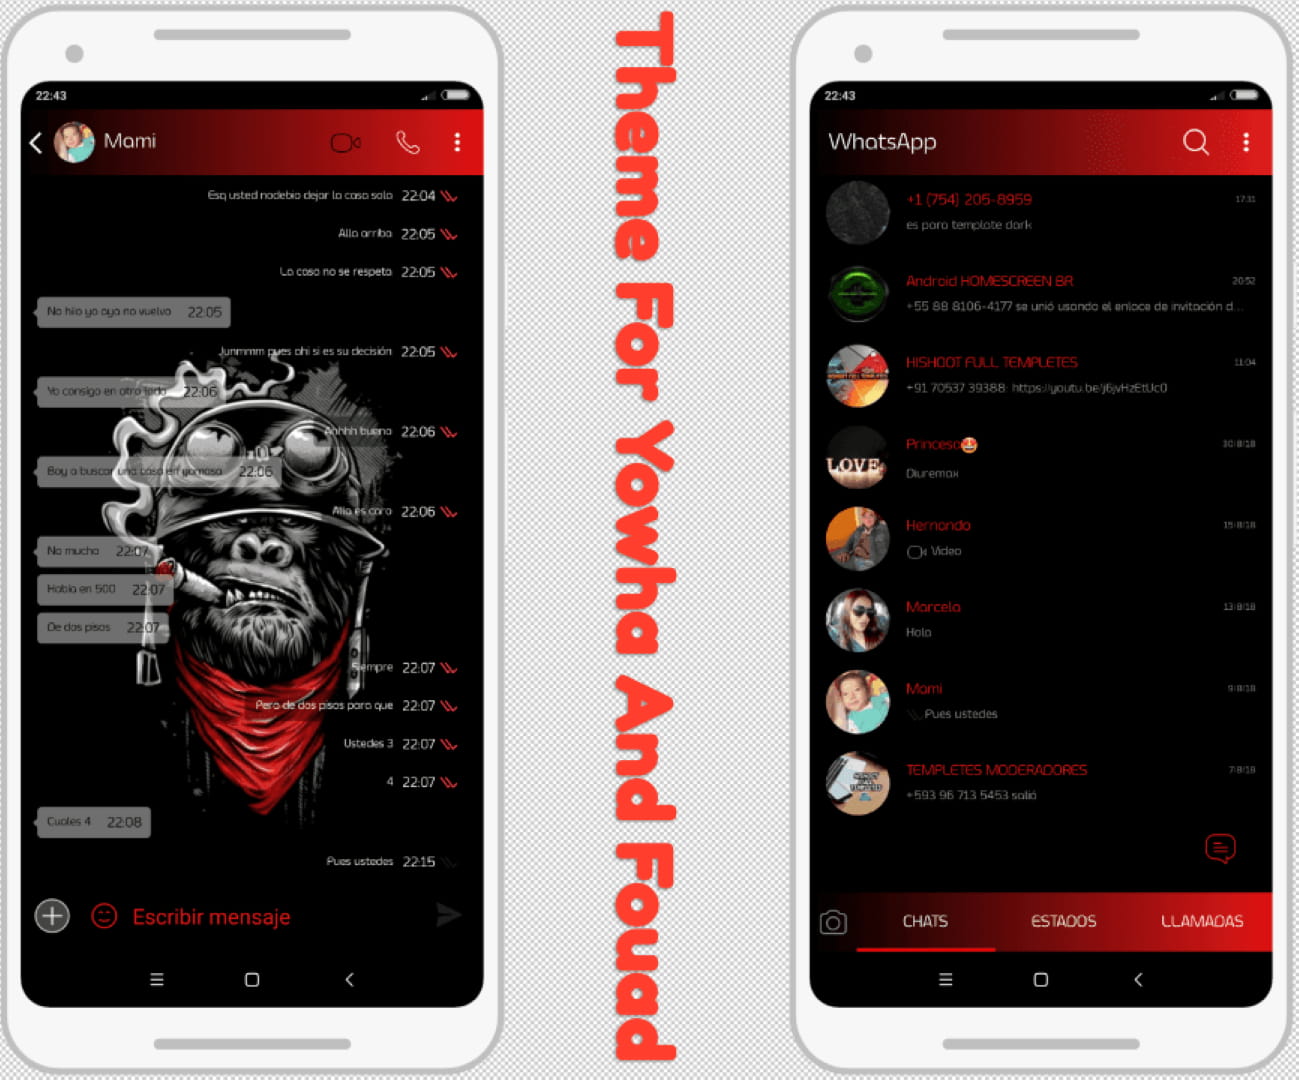 22:43
Mami
Esq usted nodebio dejar la casa sola 22:04
Alla arriba 22:05
La casa no se respeta 22:05
No hiio yo aya no vuelvo 22:05
Junmmm pues ahi si es su decisión 22:05
Yo consigo en otro lado 22:06
Ahhhh bueno 22:06
Boy a buscar una casa en yomasa 22:06
Alla es caro 22:06
No mucho 22:07
Habia en 500 22:07
De dos pisos 22:07
Siempre 22:07
Pero de dos pisos para que 22:07
Ustedes 3 22:07
4 22:07
Cuales 4 22:08
Pues ustedes 22:15
Escribir mensaje
Theme For Yowha And Fouad
22:43
WhatsApp
+1 (754) 205-8959 17:31
es para template dark
Android HOMESCREEN BR 20:52
+55 88 8106-4177 se unió usando el enlace de invitación d...
HISHOOT FULL TEMPLETES 11:04
+91 70537 39388: https://youtu.be/j6jvHzEtUc0
LOVE
Princesa 30/8/18
Diuremax
Hernando 15/8/18
Video
Marcela 13/8/18
Hola
Mami 9/8/18
Pues ustedes
TEMPLETES MODERADORES 7/8/18
+593 96 713 5453 salió
CHATS ESTADOS LLAMADAS